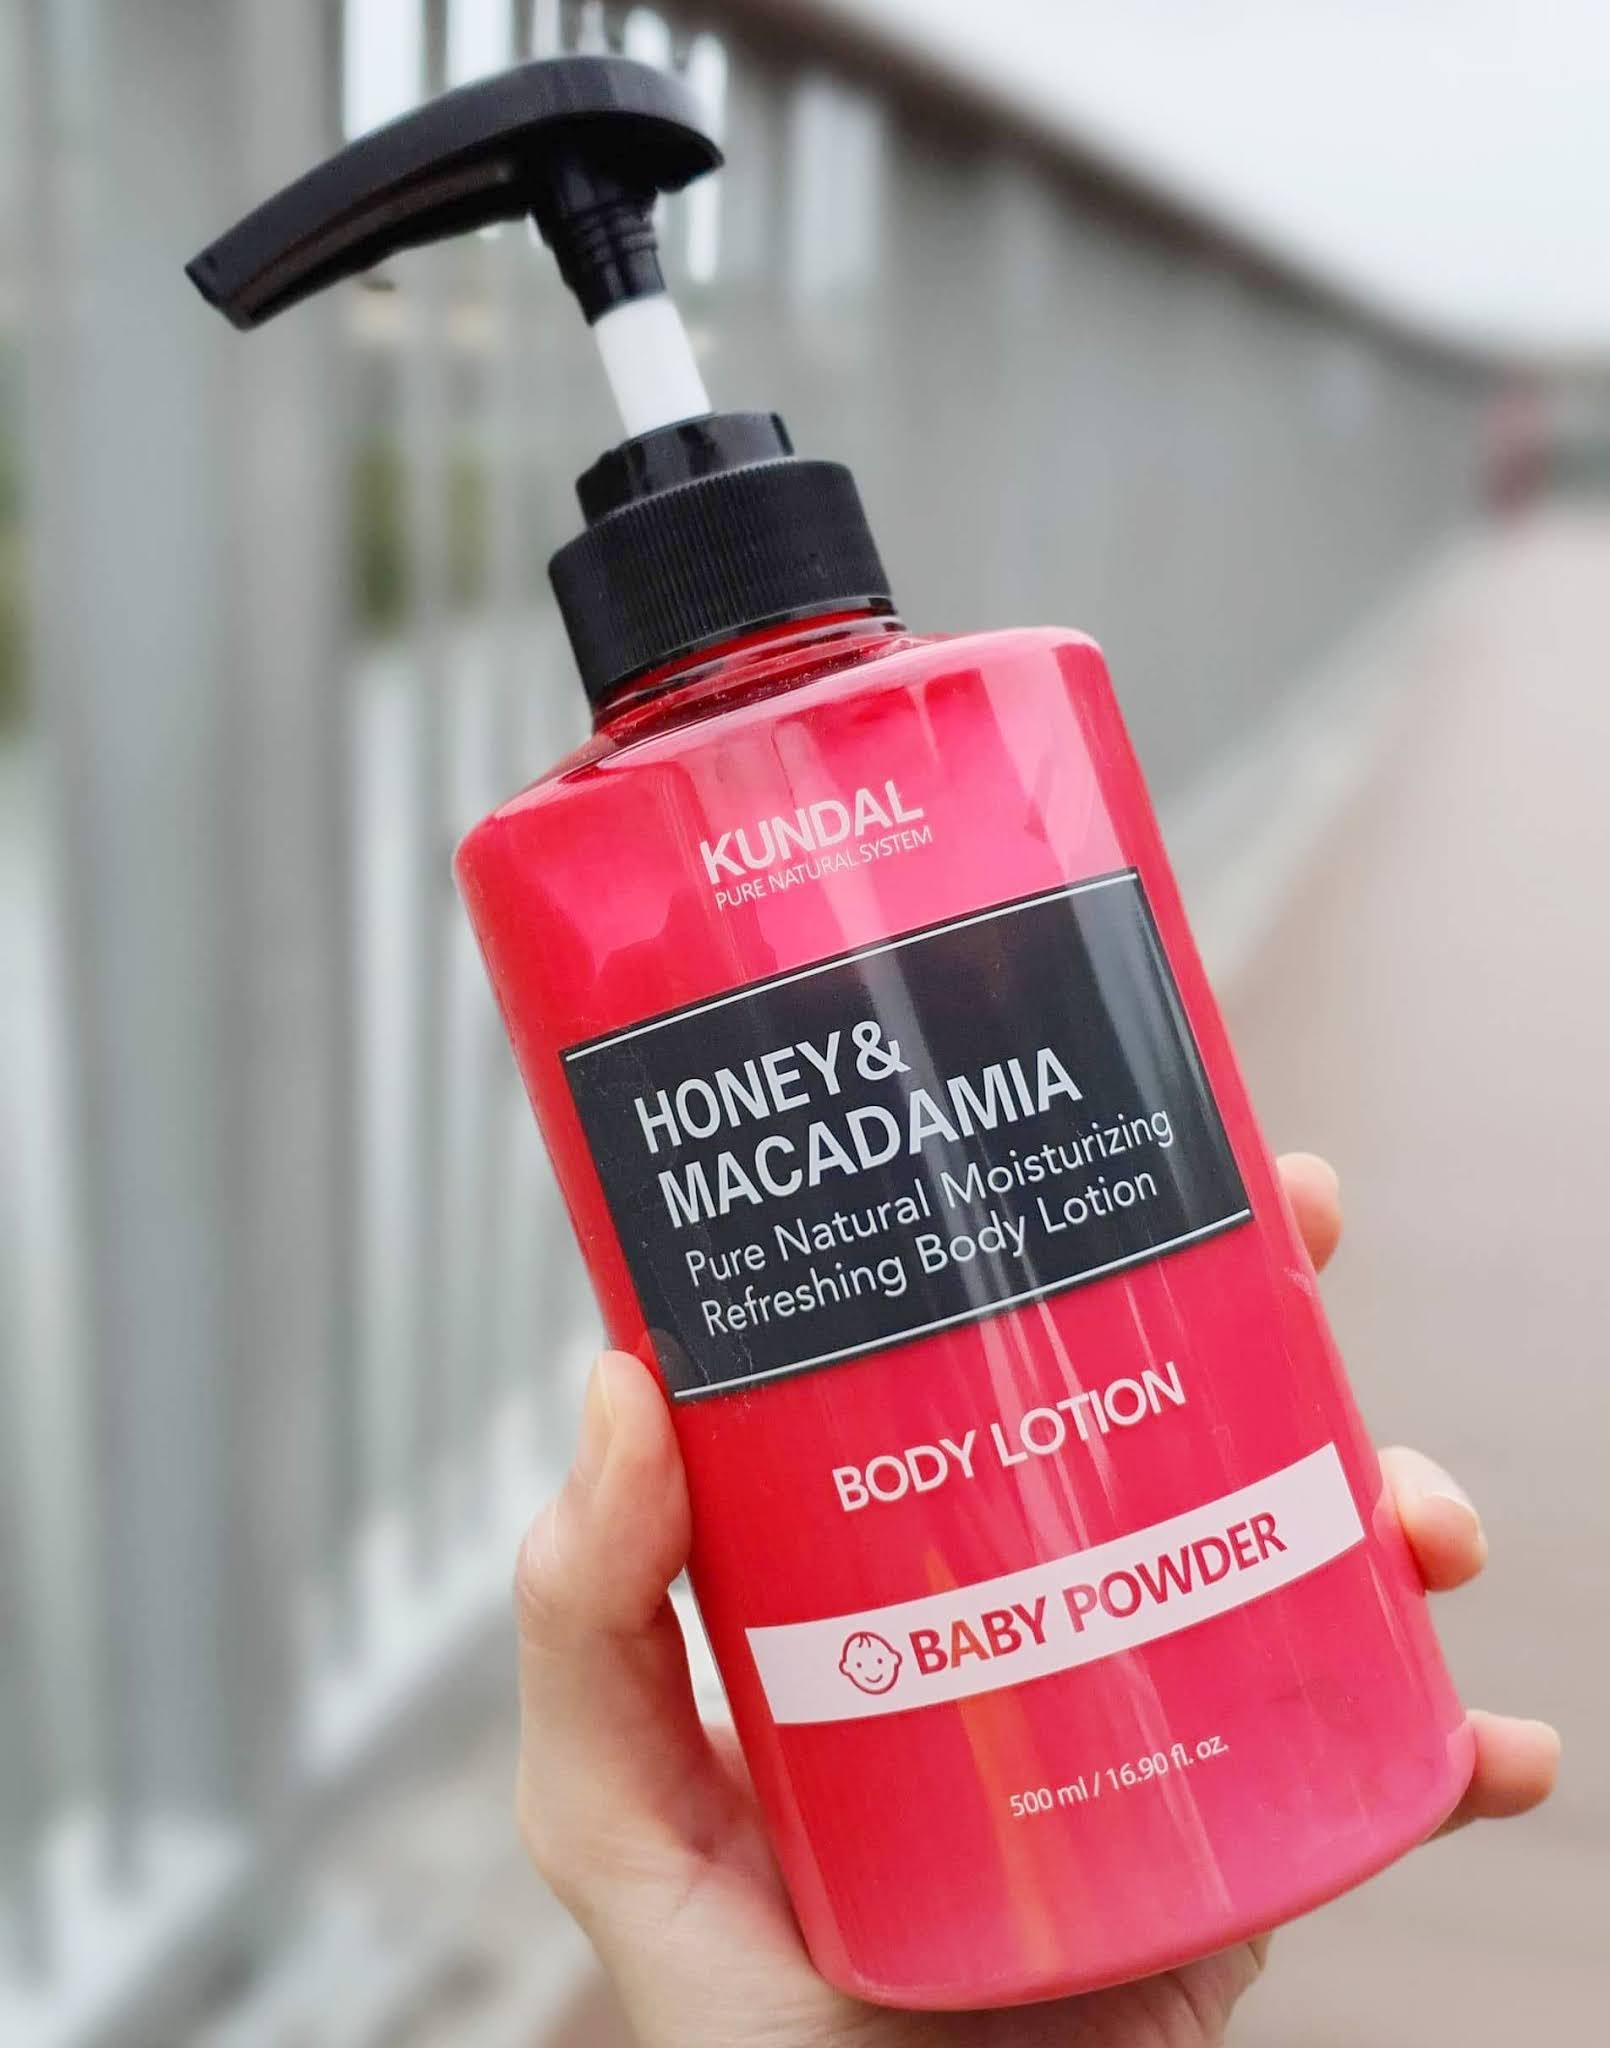 KUNDAL
PURE NATURAL SYSTEM
HONEY &
MACADAMIA
Pure Natural Moisturizing
Refreshing Body Lotion
BODY LOTION
BABY POWDER
500 ml / 16.90 fl. oz.